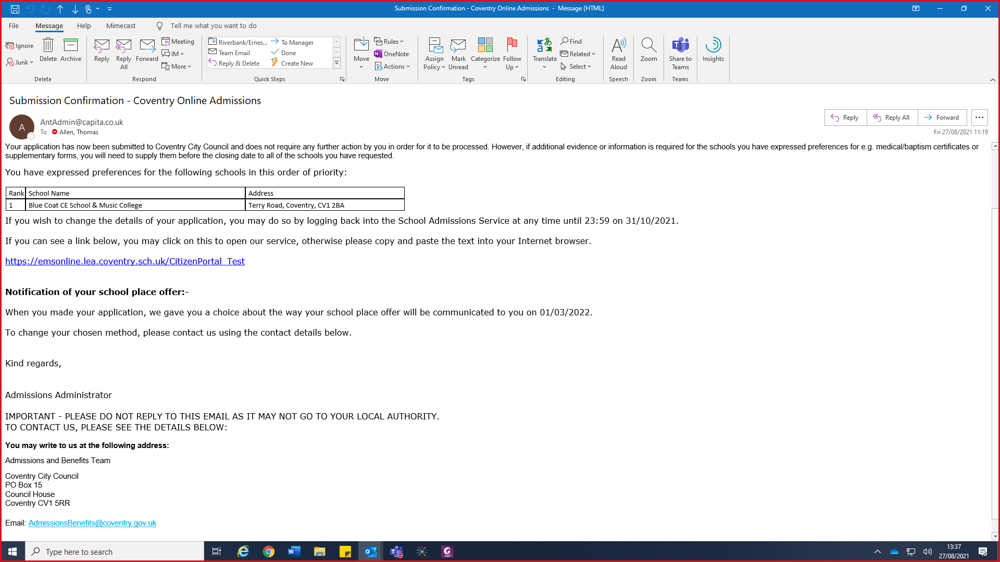 Submission Confirmation - Coventry Online Admissions - Message (HTML)
File Message Help Mimecast Tell me what you want to do
Ignore
Junk
Delete
Archive
Delete
Reply
Reply All
Forward
Meeting
IM
More
Respond
Riverbank/Ernes...
Team Email
Reply & Delete
To Manager
Done
Create New
Quick Steps
Move
Rules
OneNote
Actions
Move
Assign Policy
Mark Unread
Categorize
Follow Up
Tags
Translate
Find
Related
Select
Editing
Read Aloud
Speech
Zoom
Zoom
Share to Teams
Teams
Insights
Submission Confirmation - Coventry Online Admissions
A
AntAdmin@capita.co.uk
To Allen, Thomas
Reply Reply All Forward
Fri 27/08/2021 11:19
Your application has now been submitted to Coventry City Council and does not require any further action by you in order for it to be processed. However, if additional evidence or information is required for the schools you have expressed preferences for e.g. medical/baptism certificates or
supplementary forms, you will need to supply them before the closing date to all of the schools you have requested.
You have expressed preferences for the following schools in this order of priority:
Rank School Name Address
1 Blue Coat CE School & Music College Terry Road, Coventry, CV1 2BA
If you wish to change the details of your application, you may do so by logging back into the School Admissions Service at any time until 23:59 on 31/10/2021.
If you can see a link below, you may click on this to open our service, otherwise please copy and paste the text into your Internet browser.
https://emsonline.lea.coventry.sch.uk/CitizenPortal_Test
Notification of your school place offer:-
When you made your application, we gave you a choice about the way your school place offer will be communicated to you on 01/03/2022.
To change your chosen method, please contact us using the contact details below.
Kind regards,
Admissions Administrator
IMPORTANT - PLEASE DO NOT REPLY TO THIS EMAIL AS IT MAY NOT GO TO YOUR LOCAL AUTHORITY.
TO CONTACT US, PLEASE SEE THE DETAILS BELOW:
You may write to us at the following address:
Admissions and Benefits Team
Coventry City Council
PO Box 15
Council House
Coventry CV1 5RR
Email: AdmissionsBenefits@coventry.gov.uk
Type here to search
13:37
27/08/2021